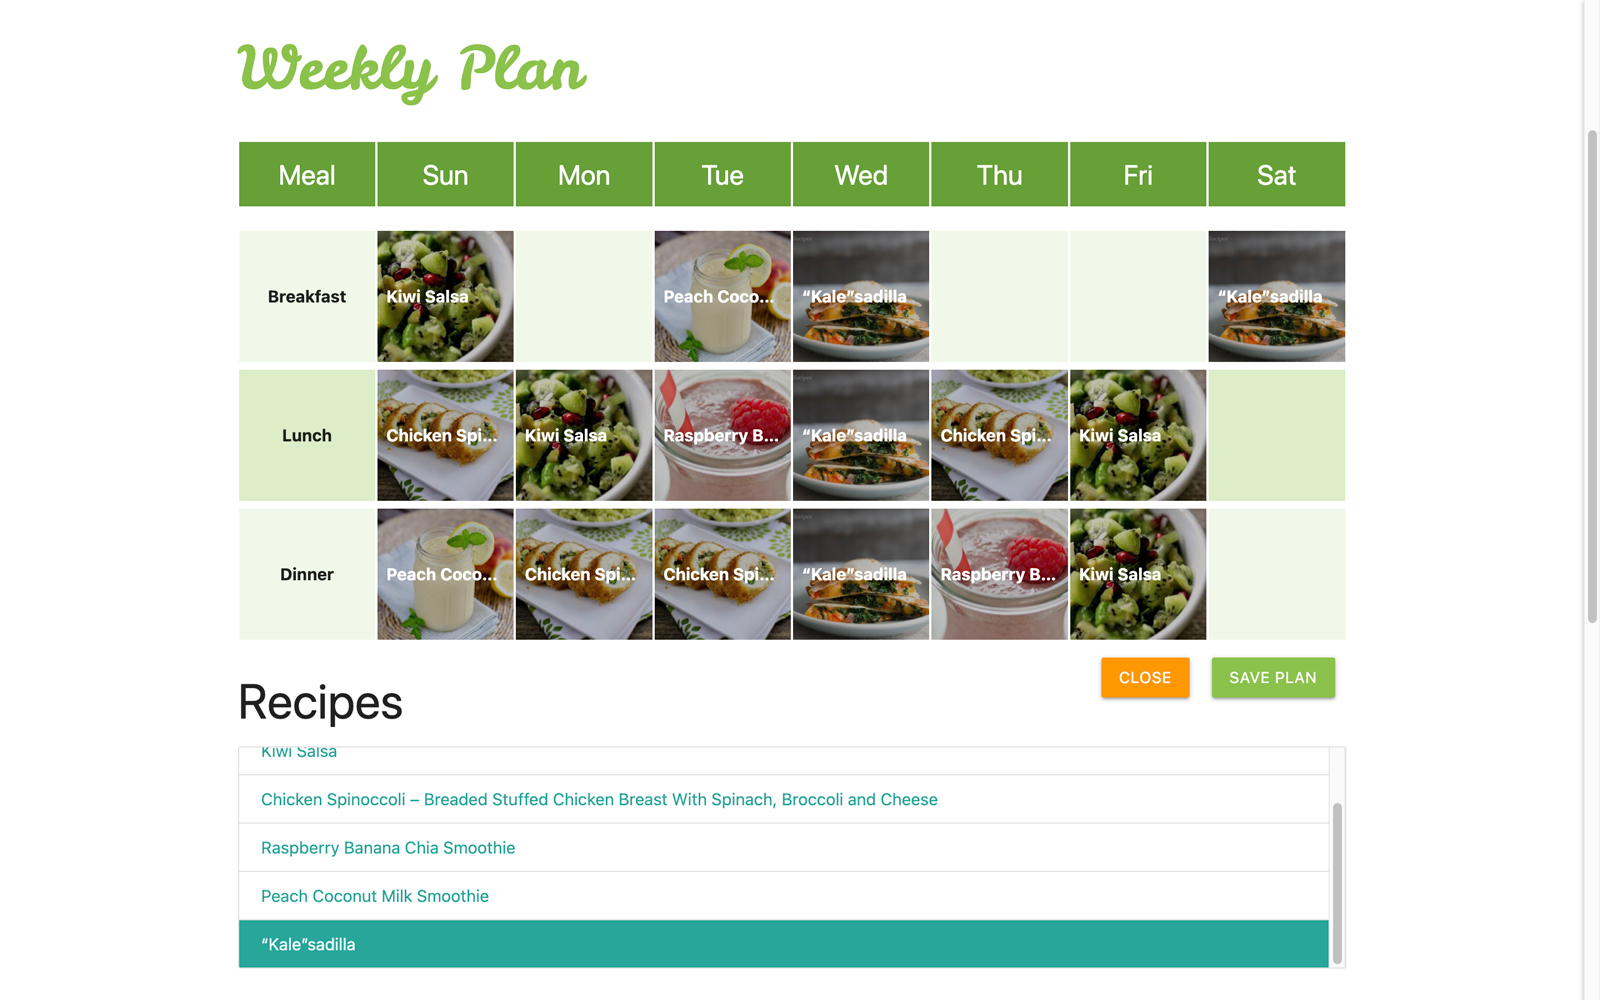 Weekly Plan
Meal Sun Mon Tue Wed Thu Fri Sat
Breakfast Kiwi Salsa Peach Coco... “Kale”sadilla “Kale”sadilla
Lunch Chicken Spi... Kiwi Salsa Raspberry B... “Kale”sadilla Chicken Spi... Kiwi Salsa
Dinner Peach Coco... Chicken Spi... Chicken Spi... “Kale”sadilla Raspberry B... Kiwi Salsa
CLOSE SAVE PLAN
Recipes
Kiwi Salsa
Chicken Spinoccoli – Breaded Stuffed Chicken Breast With Spinach, Broccoli and Cheese
Raspberry Banana Chia Smoothie
Peach Coconut Milk Smoothie
“Kale”sadilla